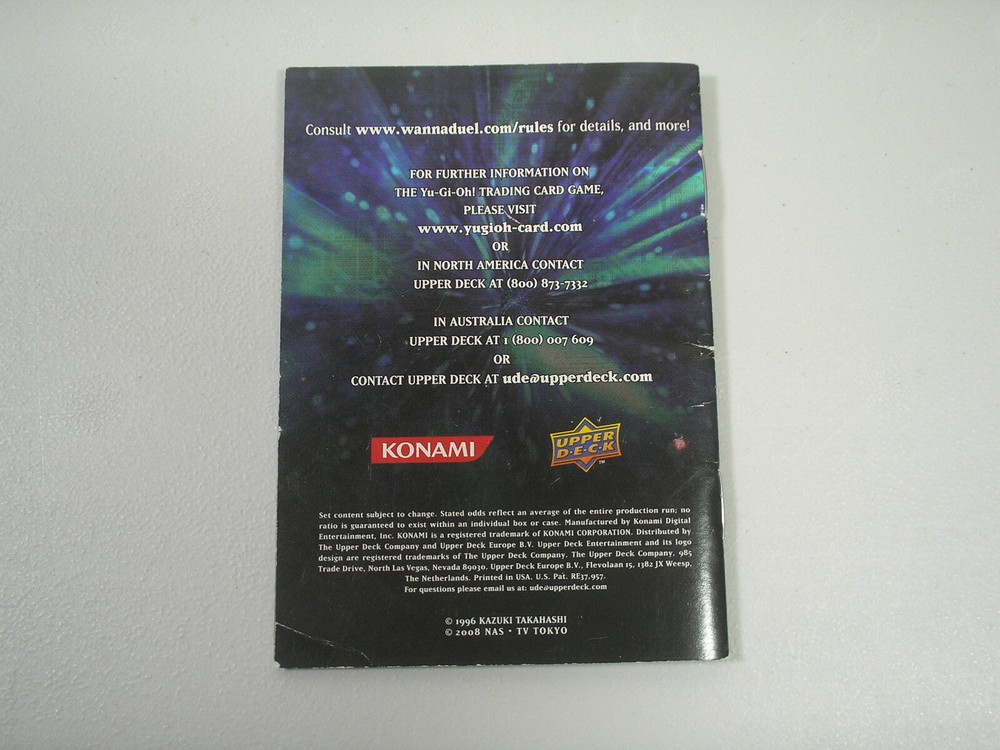 Consult www.wannaduel.com/rules for details, and more!
FOR FURTHER INFORMATION ON
THE Yu-Gi-Oh! TRADING CARD GAME,
PLEASE VISIT
www.yugioh-card.com
OR
IN NORTH AMERICA CONTACT
UPPER DECK AT (800) 873-7332
IN AUSTRALIA CONTACT
UPPER DECK AT 1 (800) 007 609
OR
CONTACT UPPER DECK AT ude@upperdeck.com
KONAMI
UPPER
D·E·C·K
TM
Set content subject to change. Stated odds reflect an average of the entire production run; no
ratio is guaranteed to exist within an individual box or case. Manufactured by Konami Digital
Entertainment, Inc. KONAMI is a registered trademark of KONAMI CORPORATION. Distributed by
The Upper Deck Company and Upper Deck Europe B.V. Upper Deck Entertainment and its logo
design are registered trademarks of The Upper Deck Company. The Upper Deck Company, 985
Trade Drive, North Las Vegas, Nevada 89030. Upper Deck Europe B.V., Flevolaan 15, 1382 JX Weesp,
The Netherlands. Printed in USA. U.S. Pat. RE37,957.
For questions please email us at: ude@upperdeck.com
© 1996 KAZUKI TAKAHASHI
© 2008 NAS • TV TOKYO